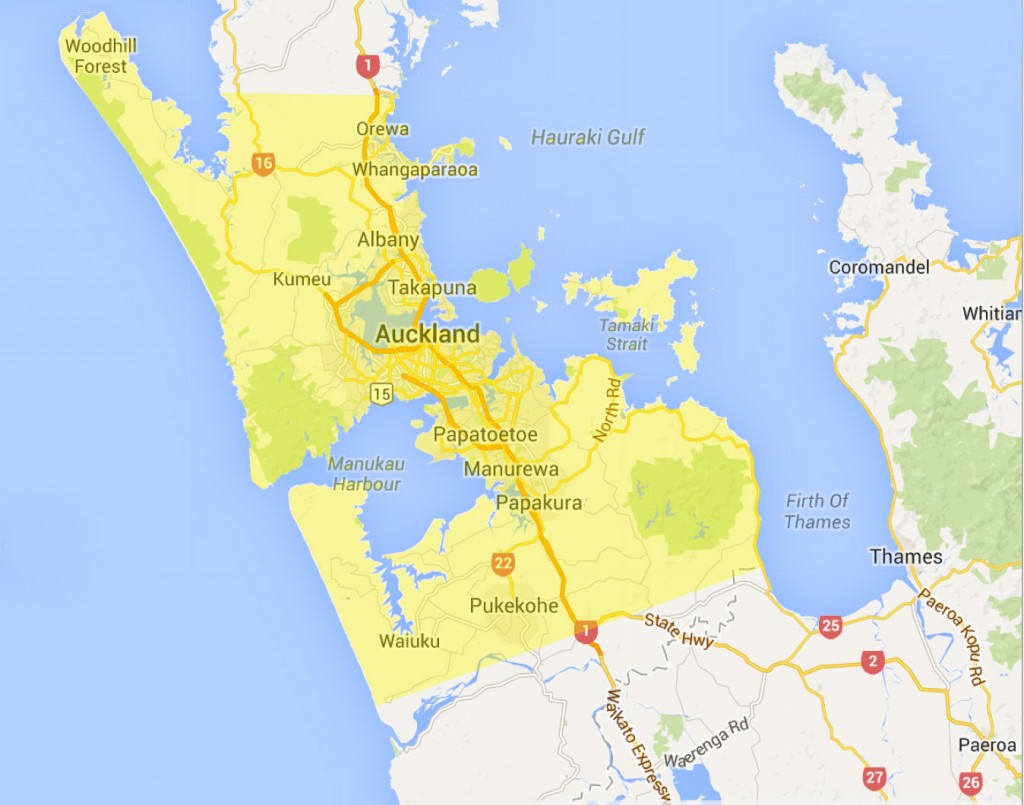 Woodhill
Forest
1
Orewa
Hauraki Gulf
16
Whangaparaoa
Albany
Coromandel
Kumeu
Takapuna
Whitian
Tamaki
Strait
Auckland
15
North Rd
Papatoetoe
Manukau
Harbour
Manurewa
Papakura
Firth Of
Thames
Thames
22
Pukekohe
Waiuku
1
State Hwy
25
Paeroa Kopu Rd
2
Waikato Expressw
Waerenga Rd
Paeroa
27
26